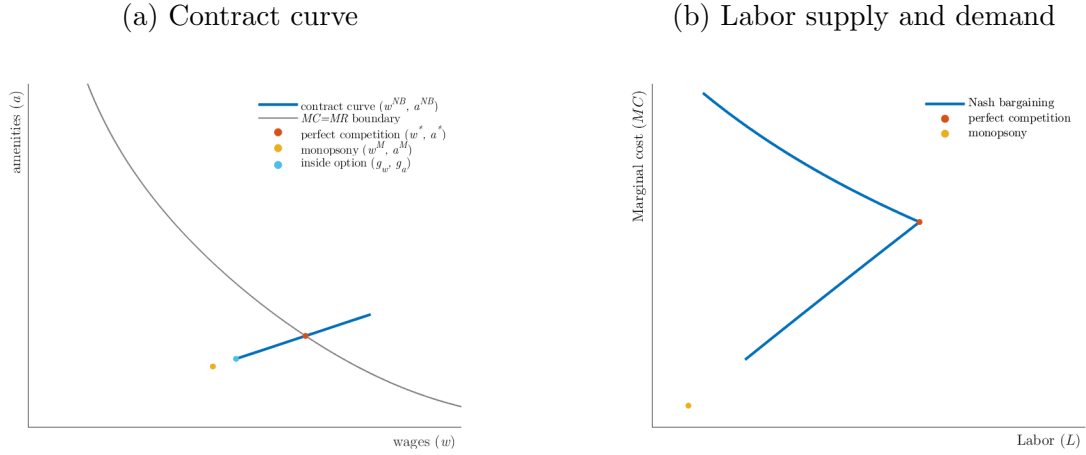 (a) Contract curve
(b) Labor supply and demand
amenities (a)
contract curve (w^NB, a^NB)
MC=MR boundary
perfect competition (w^*, a^*)
monopsony (w^M, a^M)
inside option (g_w, g_a)
wages (w)
Marginal cost (MC)
Nash bargaining
perfect competition
monopsony
Labor (L)